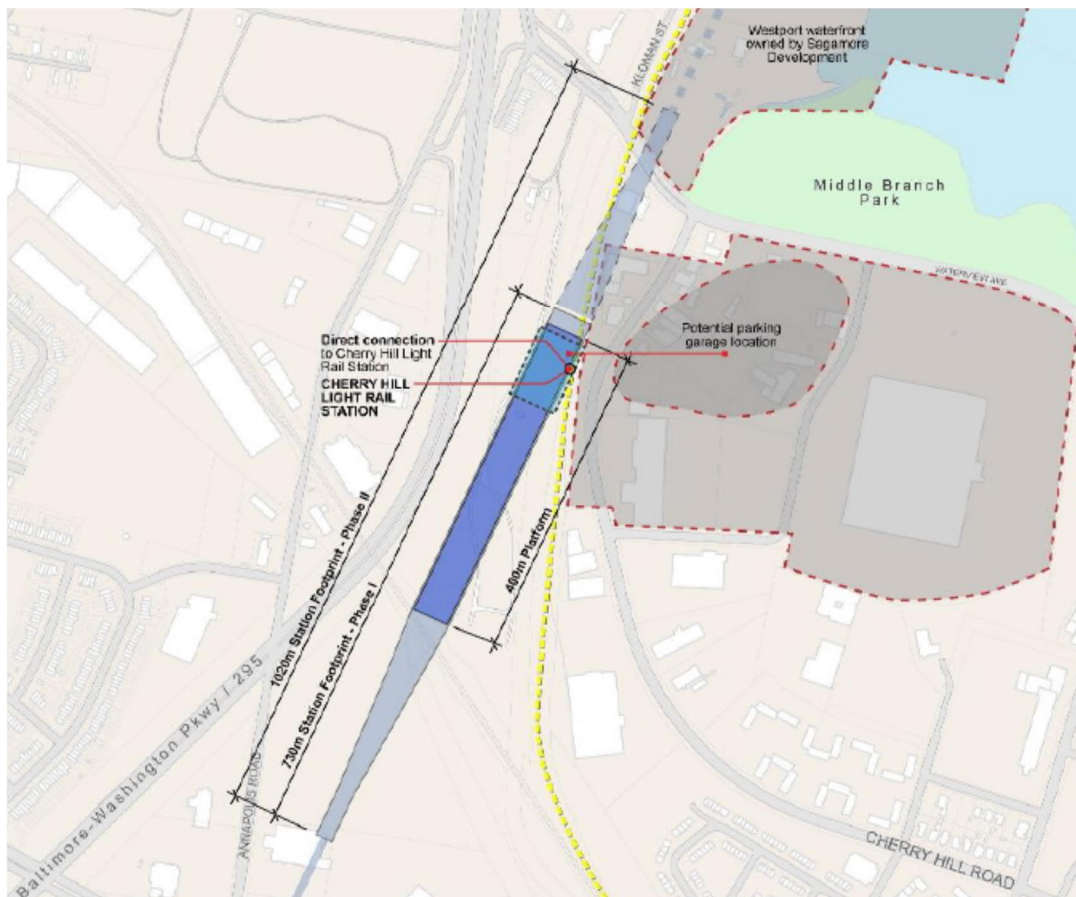 Westport waterfront
owned by Sagamore
Development
KLOMAN ST.
Middle Branch
Park
WATERVIEW AVE
Direct connection
to Cherry Hill Light
Rail Station
CHERRY HILL
LIGHT RAIL
STATION
Potential parking
garage location
1020m Station Footprint - Phase II
730m Station Footprint - Phase I
400m Platform
Baltimore-Washington Pkwy / 295
ANNAPOLIS ROAD
CHERRY HILL ROAD